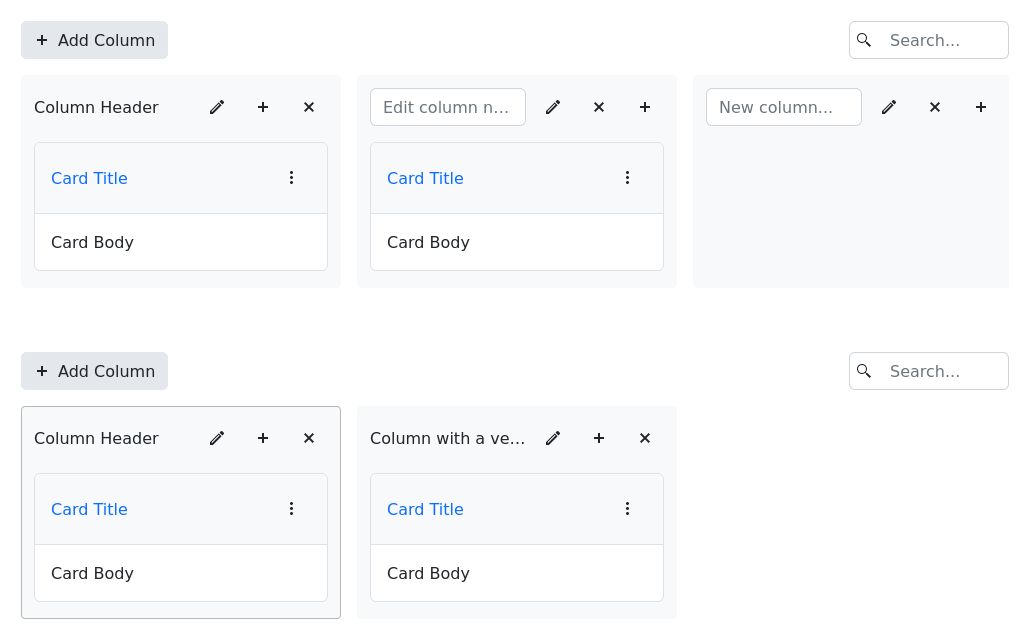 Add Column
Search...
Column Header
Edit column n...
New column...
Card Title
Card Title
Card Body
Card Body
Add Column
Search...
Column Header
Column with a ve...
Card Title
Card Title
Card Body
Card Body